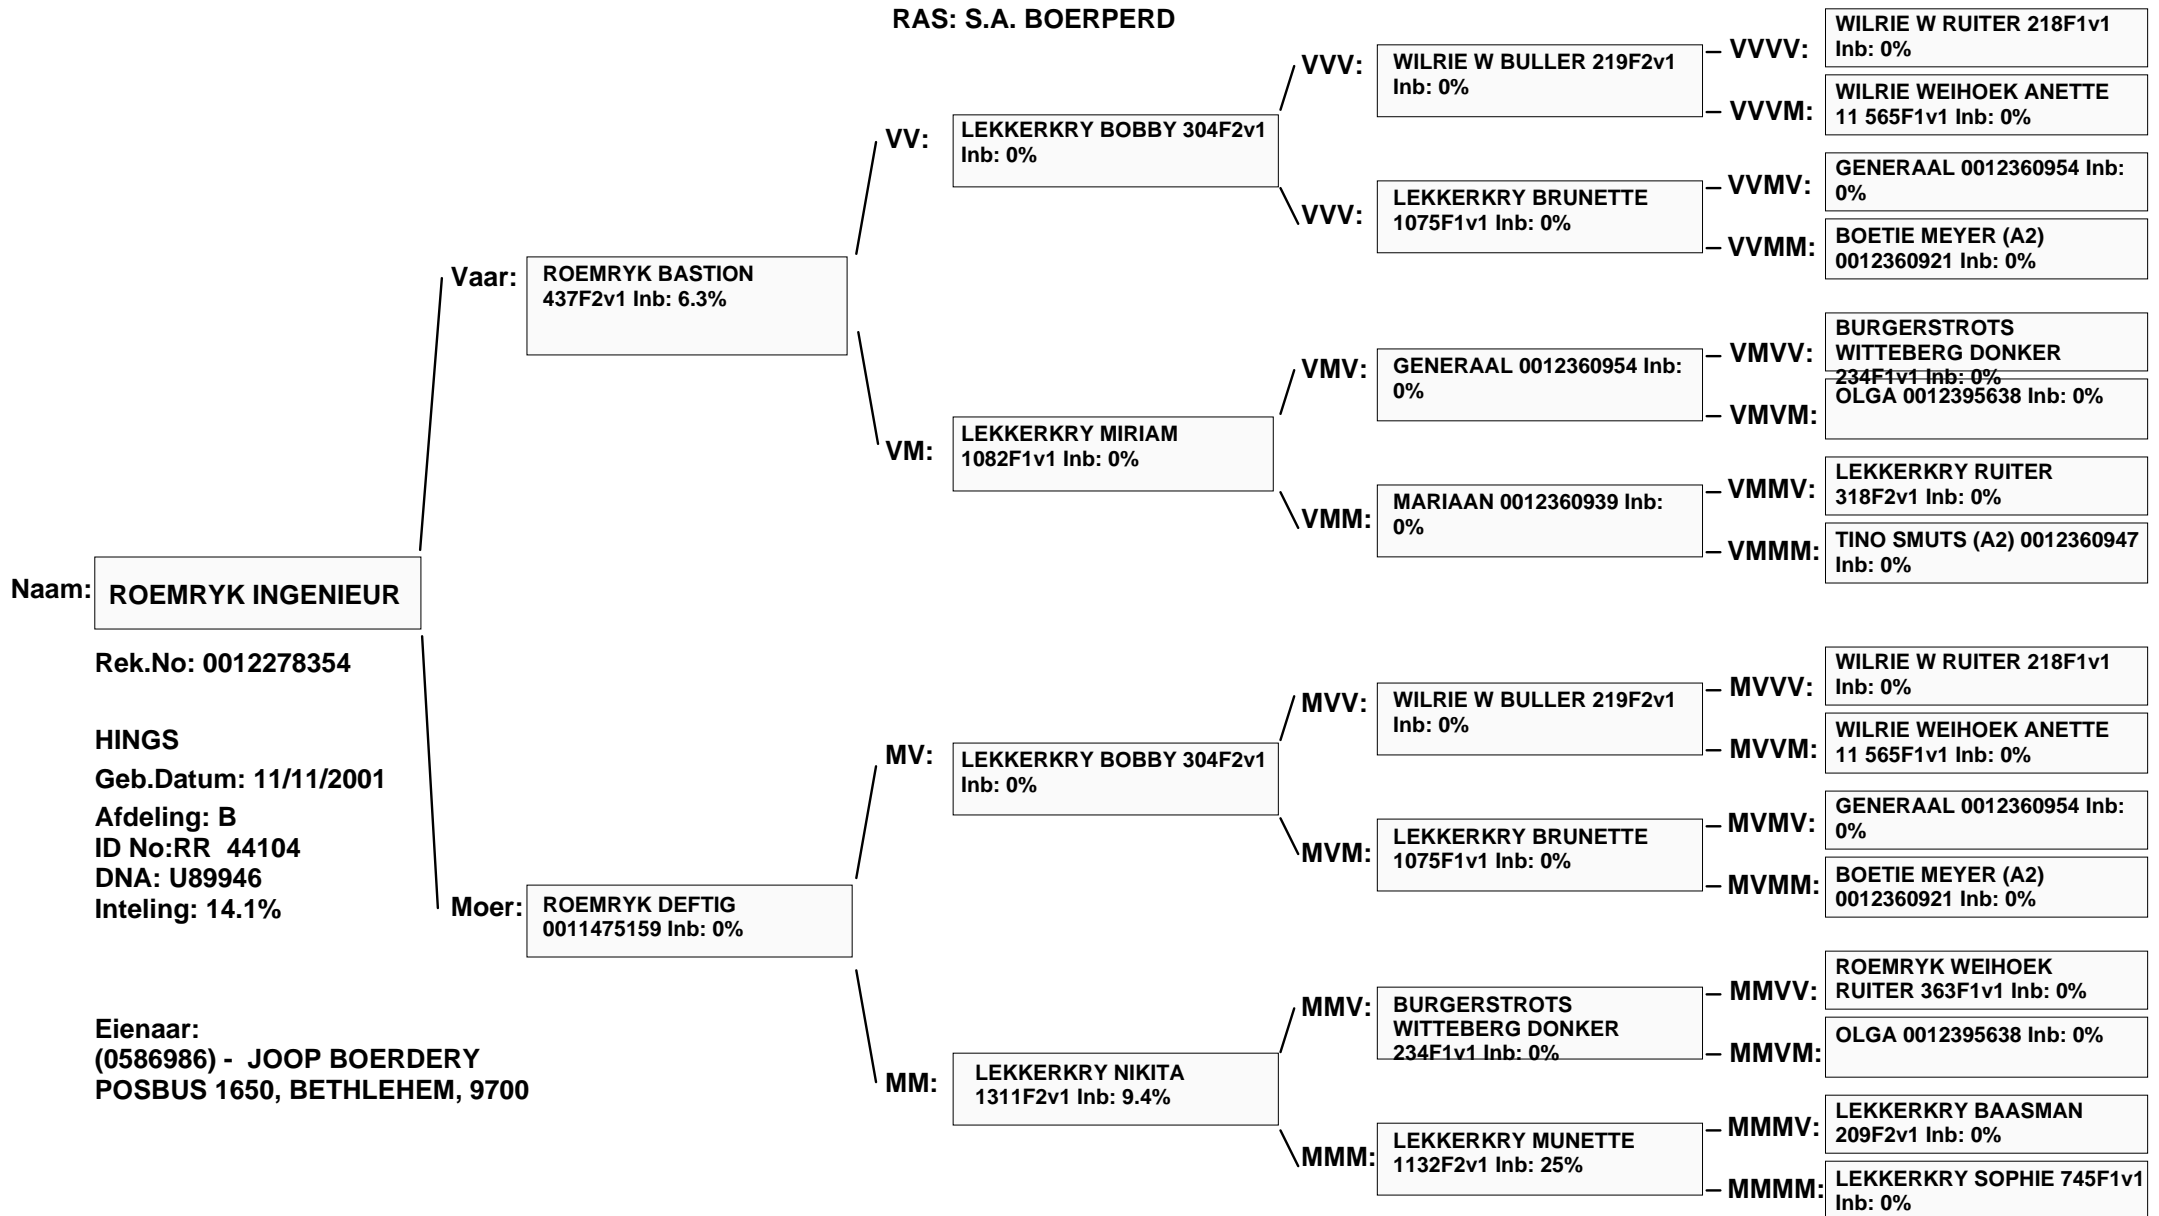 RAS: S.A. BOERPERD
Naam:
ROEMRYK INGENIEUR
Rek.No: 0012278354
HINGS
Geb.Datum: 11/11/2001
Afdeling: B
ID No:RR 44104
DNA: U89946
Inteling: 14.1%
Eienaar:
(0586986) - JOOP BOERDERY
POSBUS 1650, BETHLEHEM, 9700
Vaar:
ROEMRYK BASTION
437F2v1 Inb: 6.3%
Moer:
ROEMRYK DEFTIG
0011475159 Inb: 0%
VV:
LEKKERKRY BOBBY 304F2v1
Inb: 0%
VM:
LEKKERKRY MIRIAM
1082F1v1 Inb: 0%
MV:
LEKKERKRY BOBBY 304F2v1
Inb: 0%
MM:
LEKKERKRY NIKITA
1311F2v1 Inb: 9.4%
VVV:
WILRIE W BULLER 219F2v1
Inb: 0%
VVV:
LEKKERKRY BRUNETTE
1075F1v1 Inb: 0%
VMV:
GENERAAL 0012360954 Inb:
0%
VMM:
MARIAAN 0012360939 Inb:
0%
MVV:
WILRIE W BULLER 219F2v1
Inb: 0%
MVM:
LEKKERKRY BRUNETTE
1075F1v1 Inb: 0%
MMV:
BURGERSTROTS
WITTEBERG DONKER
234F1v1 Inb: 0%
MMM:
LEKKERKRY MUNETTE
1132F2v1 Inb: 25%
VVVV:
WILRIE W RUITER 218F1v1
Inb: 0%
VVVM:
WILRIE WEIHOEK ANETTE
11 565F1v1 Inb: 0%
VVMV:
GENERAAL 0012360954 Inb:
0%
VVMM:
BOETIE MEYER (A2)
0012360921 Inb: 0%
VMVV:
BURGERSTROTS
WITTEBERG DONKER
234F1v1 Inb: 0%
VMVM:
OLGA 0012395638 Inb: 0%
VMMV:
LEKKERKRY RUITER
318F2v1 Inb: 0%
VMMM:
TINO SMUTS (A2) 0012360947
Inb: 0%
MVVV:
WILRIE W RUITER 218F1v1
Inb: 0%
MVVM:
WILRIE WEIHOEK ANETTE
11 565F1v1 Inb: 0%
MVMV:
GENERAAL 0012360954 Inb:
0%
MVMM:
BOETIE MEYER (A2)
0012360921 Inb: 0%
MMVV:
ROEMRYK WEIHOEK
RUITER 363F1v1 Inb: 0%
MMVM:
OLGA 0012395638 Inb: 0%
MMMV:
LEKKERKRY BAASMAN
209F2v1 Inb: 0%
MMMM:
LEKKERKRY SOPHIE 745F1v1
Inb: 0%